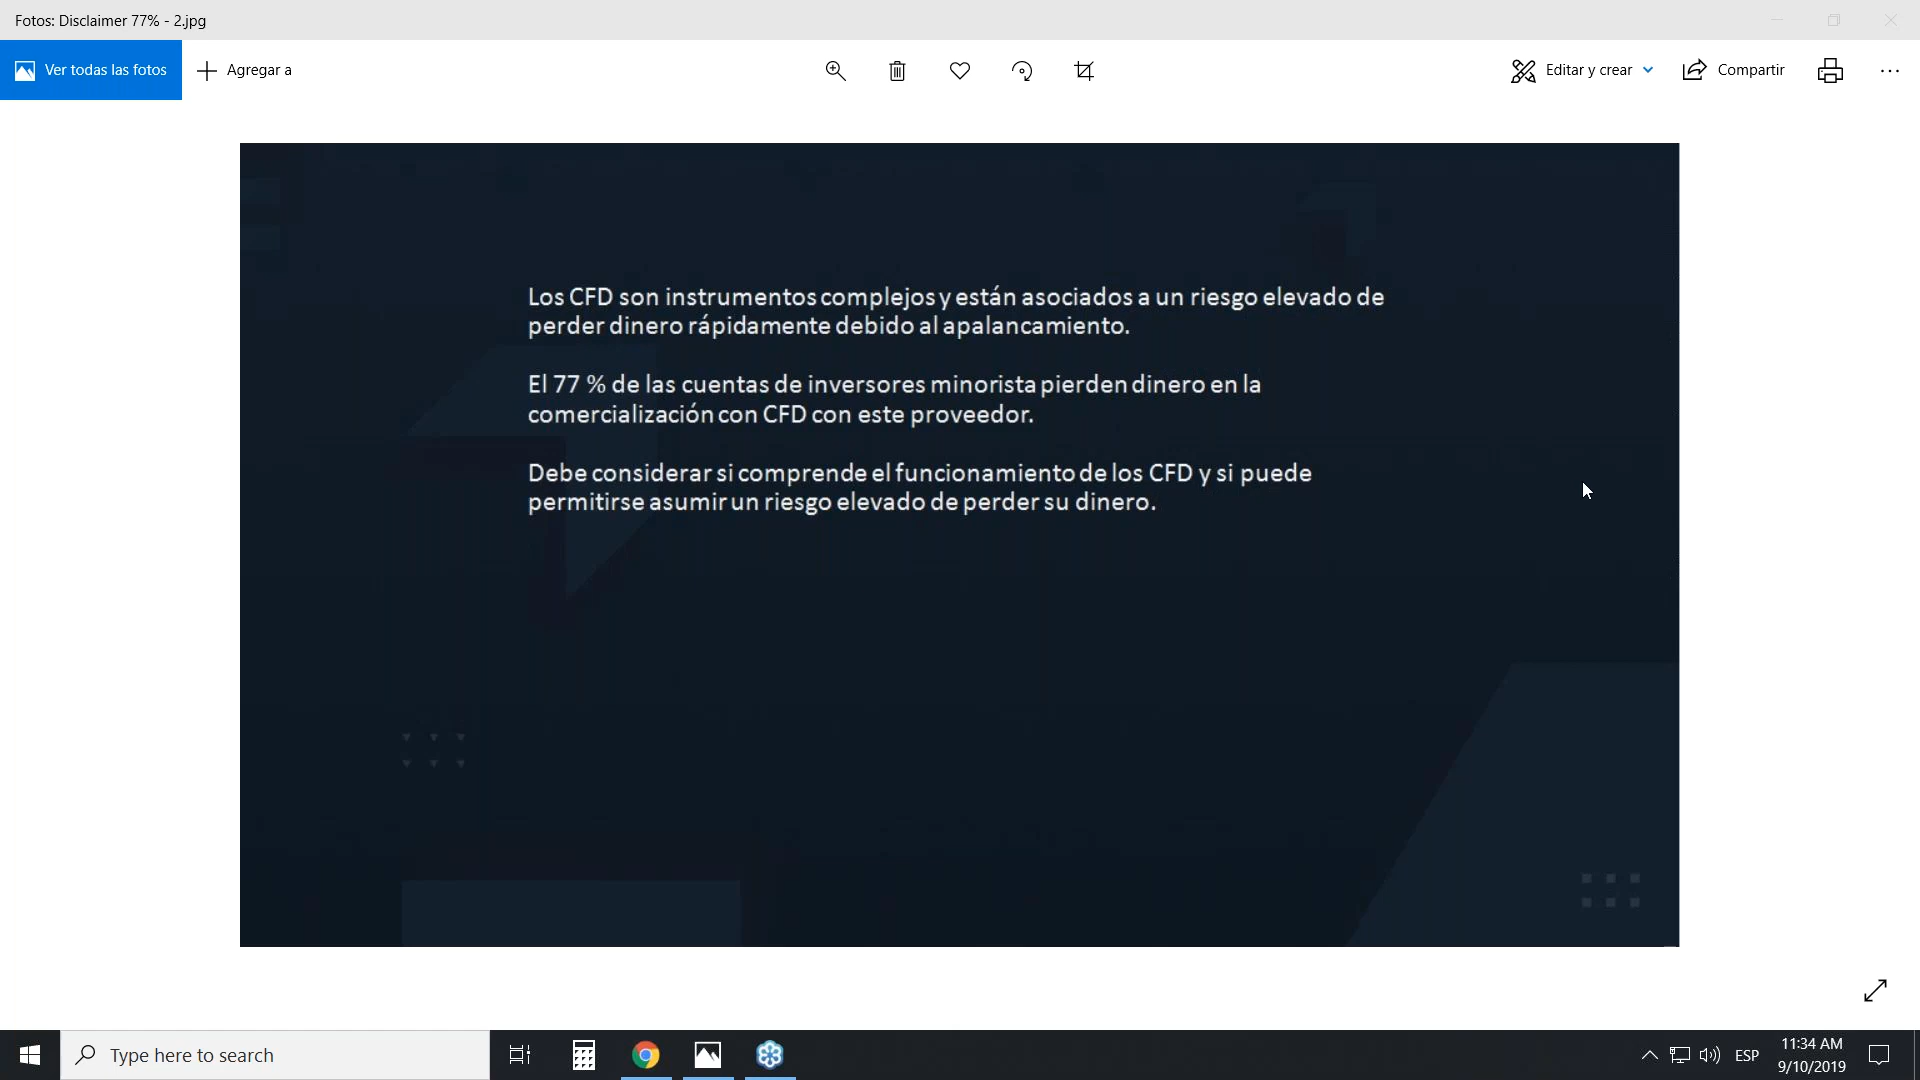 Fotos: Disclaimer 77% - 2.jpg
Ver todas las fotos
Agregar a
Editar y crear
Compartir
Los CFD son instrumentos complejos y están asociados a un riesgo elevado de
perder dinero rápidamente debido al apalancamiento.
El 77 % de las cuentas de inversores minorista pierden dinero en la
comercialización con CFD con este proveedor.
Debe considerar si comprende el funcionamiento de los CFD y si puede
permitirse asumir un riesgo elevado de perder su dinero.
Type here to search
ESP
11:34 AM
9/10/2019